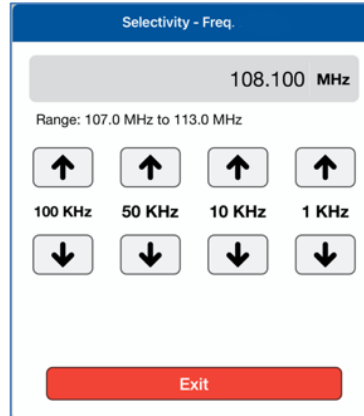 Selectivity - Freq.
108.100 MHz
Range: 107.0 MHz to 113.0 MHz
100 KHz 50 KHz 10 KHz 1 KHz
Exit